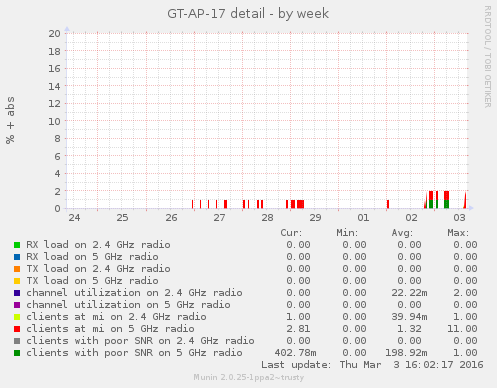 GT-AP-17 detail - by week
RRDTOOL / TOBI OETIKER
% + abs
20
18
16
14
12
10
8
6
4
2
0
24 25 26 27 28 29 01 02 03
Cur: Min: Avg: Max:
RX load on 2.4 GHz radio 0.00 0.00 0.00 0.00
RX load on 5 GHz radio 0.00 0.00 0.00 0.00
TX load on 2.4 GHz radio 0.00 0.00 0.00 0.00
TX load on 5 GHz radio 0.00 0.00 0.00 0.00
channel utilization on 2.4 GHz radio 0.00 0.00 22.22m 2.00
channel utilization on 5 GHz radio 0.00 0.00 0.00 0.00
clients at mi on 2.4 GHz radio 1.00 0.00 39.94m 1.00
clients at mi on 5 GHz radio 2.81 0.00 1.32 11.00
clients with poor SNR on 2.4 GHz radio 0.00 0.00 0.00 0.00
clients with poor SNR on 5 GHz radio 402.78m 0.00 198.92m 1.00
Last update: Thu Mar 3 16:02:17 2016
Munin 2.0.25-1ppa2~trusty